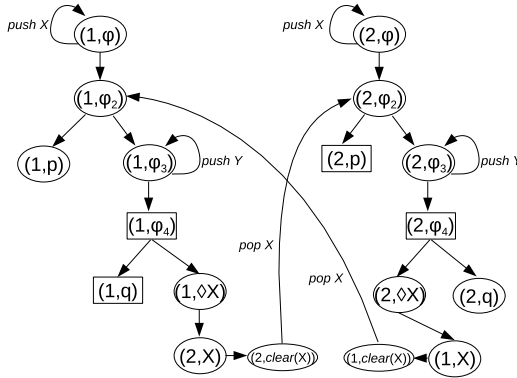 push X
(1,φ)
push X
(2,φ)
(1,φ₂)
(2,φ₂)
(1,p)
(1,φ₃)
push Y
(2,p)
(2,φ₃)
push Y
(1,φ₄)
(2,φ₄)
pop X
pop X
(1,q)
(1,◊X)
(2,◊X)
(2,q)
(2,X)
(2,clear(X))
(1,clear(X))
(1,X)